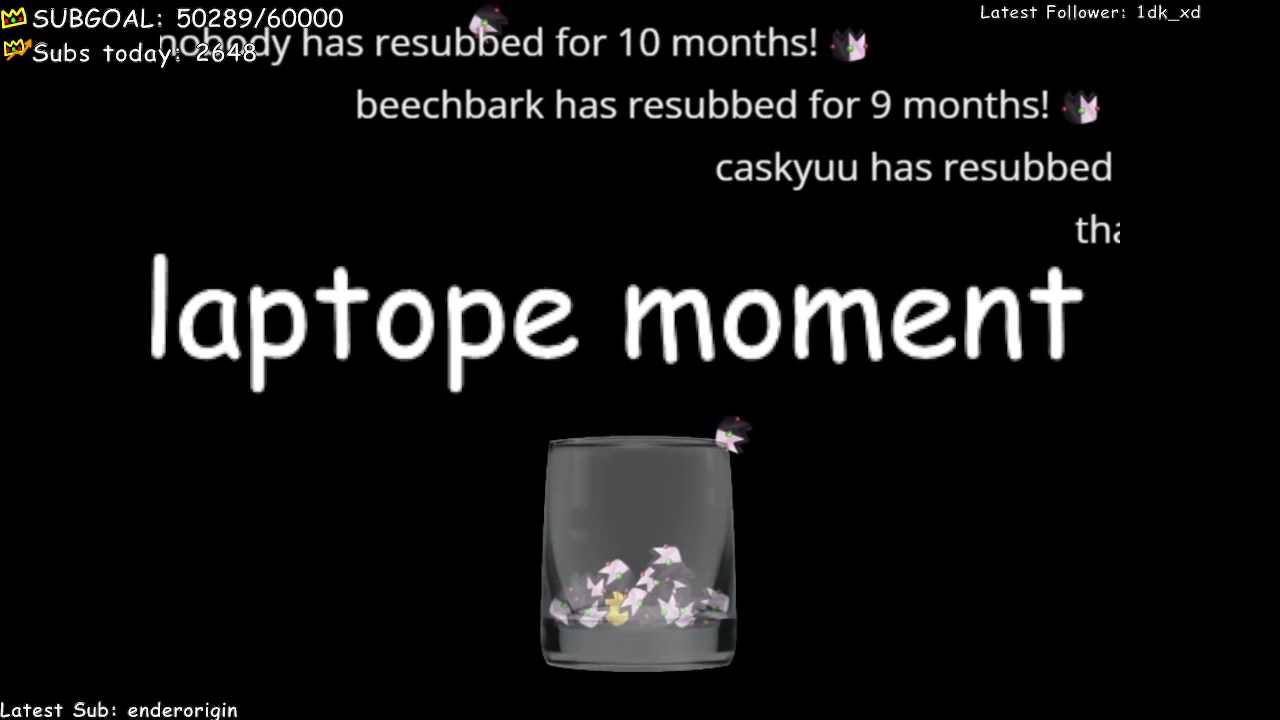 SUBGOAL: 50289/60000
Latest Follower: 1dk_xd
nobody has resubbed for 10 months!
Subs today: 2648
beechbark has resubbed for 9 months!
caskyuu has resubbed
tha
laptope moment
Latest Sub: enderorigin